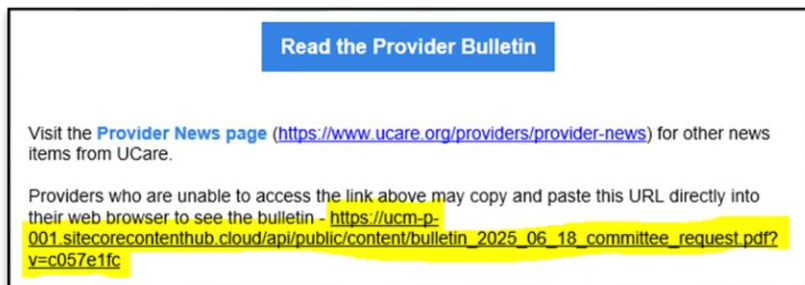 Read the Provider Bulletin
Visit the Provider News page (https://www.ucare.org/providers/provider-news) for other news
items from UCare.
Providers who are unable to access the link above may copy and paste this URL directly into
their web browser to see the bulletin - https://ucm-p-
001.sitecorecontenthub.cloud/api/public/content/bulletin_2025_06_18_committee_request.pdf?
v=c057e1fc